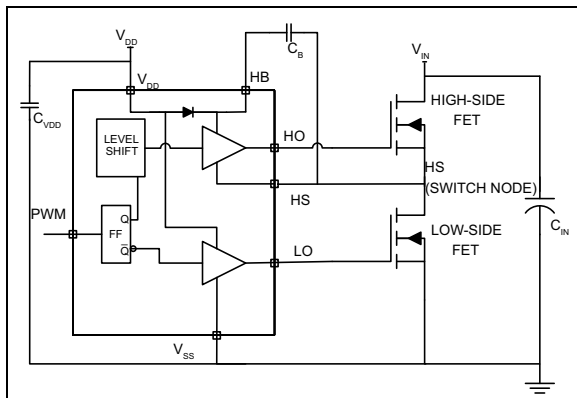 V_DD
C_B
V_IN
V_DD
HB
C_VDD
HIGH-SIDE
FET
LEVEL
SHIFT
HO
HS
(SWITCH NODE)
HS
PWM
Q
FF
Q̅
LO
LOW-SIDE
FET
C_IN
V_SS